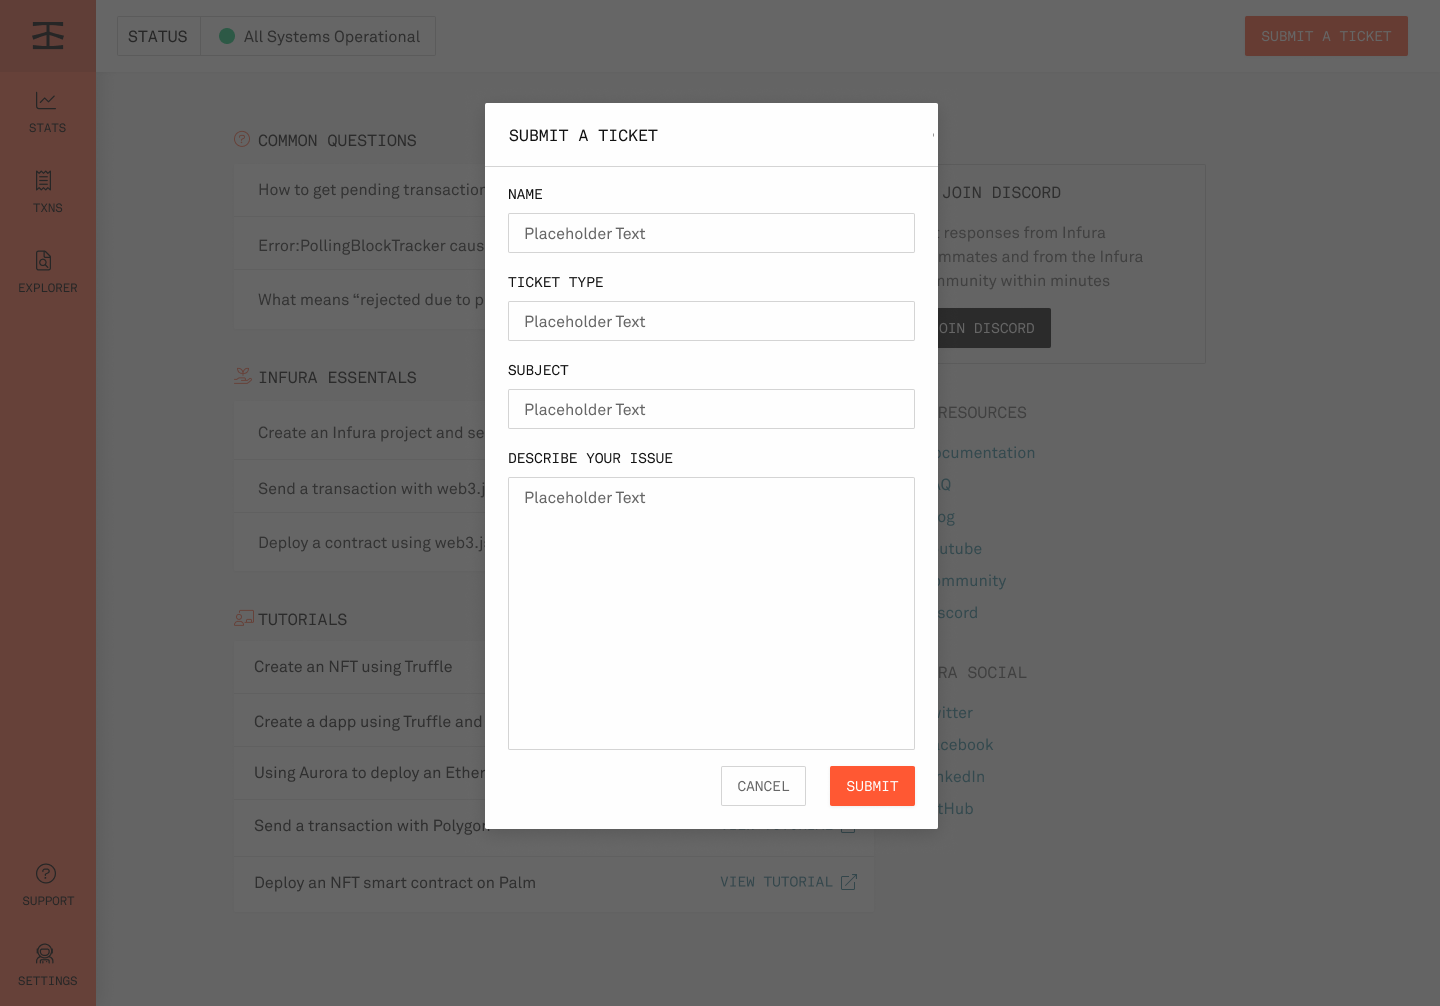 STATUS
All Systems Operational
SUBMIT A TICKET
STATS
TXNS
EXPLORER
SUPPORT
SETTINGS
COMMON QUESTIONS
How to get pending transaction
Error:PollingBlockTracker caus
What means “rejected due to p
INFURA ESSENTALS
Create an Infura project and se
Send a transaction with web3.j
Deploy a contract using web3.j
TUTORIALS
Create an NFT using Truffle
Create a dapp using Truffle and
Using Aurora to deploy an Ether
Send a transaction with Polygon
Deploy an NFT smart contract on Palm
VIEW TUTORIAL
SUBMIT A TICKET
NAME
Placeholder Text
TICKET TYPE
Placeholder Text
SUBJECT
Placeholder Text
DESCRIBE YOUR ISSUE
Placeholder Text
CANCEL
SUBMIT
JOIN DISCORD
responses from Infura
mmates and from the Infura
mmunity within minutes
OIN DISCORD
RESOURCES
ocumentation
AQ
og
utube
ommunity
scord
RA SOCIAL
itter
acebook
nkedIn
tHub